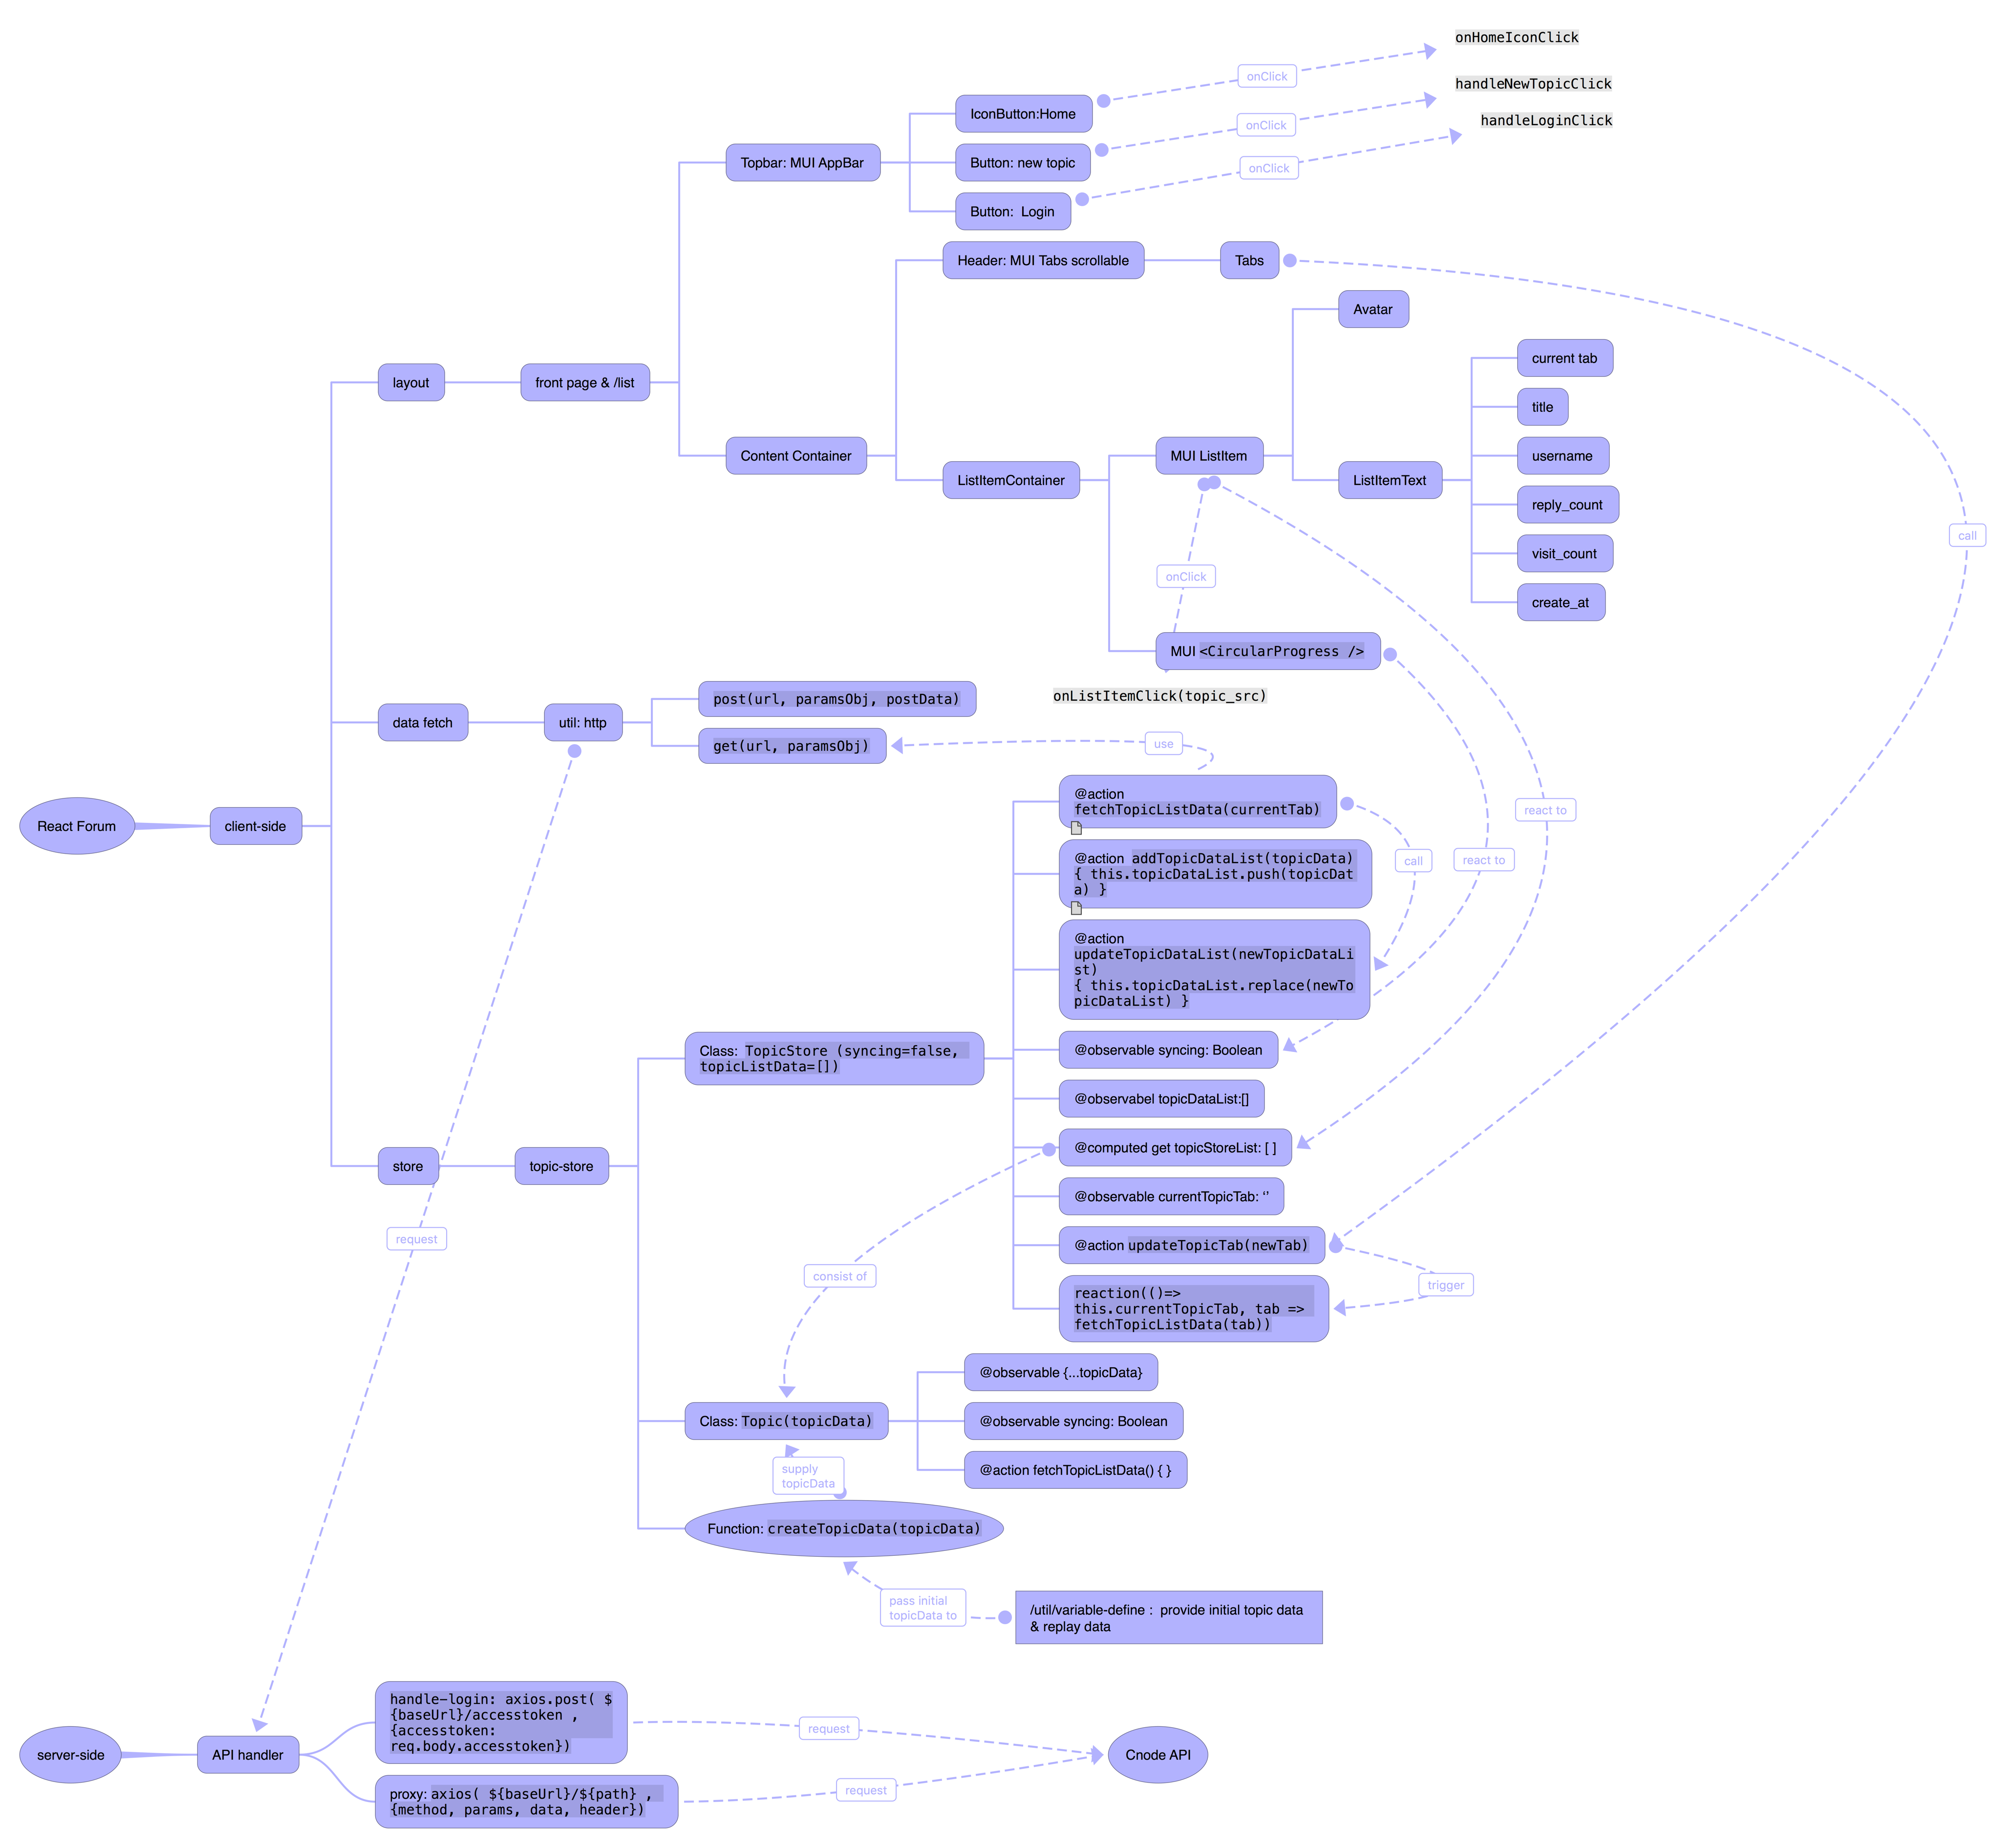 onHomeIconClick
onClick
handleNewTopicClick
IconButton:Home
onClick
handleLoginClick
Topbar: MUI AppBar
Button: new topic
onClick
Button:  Login
Header: MUI Tabs scrollable
Tabs
Avatar
current tab
layout
front page & /list
title
Content Container
MUI ListItem
username
ListItemContainer
ListItemText
reply_count
call
visit_count
onClick
create_at
MUI <CircularProgress />
post(url, paramsObj, postData)
onListItemClick(topic_src)
data fetch
util: http
get(url, paramsObj)
use
@action
fetchTopicListData(currentTab)
react to
React Forum
client-side
call
react to
@action  addTopicDataList(topicData)
{ this.topicDataList.push(topicDat
a) }
@action
updateTopicDataList(newTopicDataLi
st)
{ this.topicDataList.replace(newTo
picDataList) }
Class:  TopicStore (syncing=false,
topicListData=[])
@observable syncing: Boolean
@observabel topicDataList:[]
@computed get topicStoreList: [ ]
store
topic-store
@observable currentTopicTab: ‘’
request
@action updateTopicTab(newTab)
consist of
trigger
reaction(()=>
this.currentTopicTab, tab =>
fetchTopicListData(tab))
@observable {...topicData}
Class: Topic(topicData)
@observable syncing: Boolean
supply
topicData
@action fetchTopicListData() { }
Function: createTopicData(topicData)
pass initial
topicData to
/util/variable-define :  provide initial topic data
& replay data
handle-login: axios.post( $
{baseUrl}/accesstoken ,
{accesstoken:
req.body.accesstoken})
request
server-side
API handler
Cnode API
proxy: axios( ${baseUrl}/${path} ,
{method, params, data, header})
request